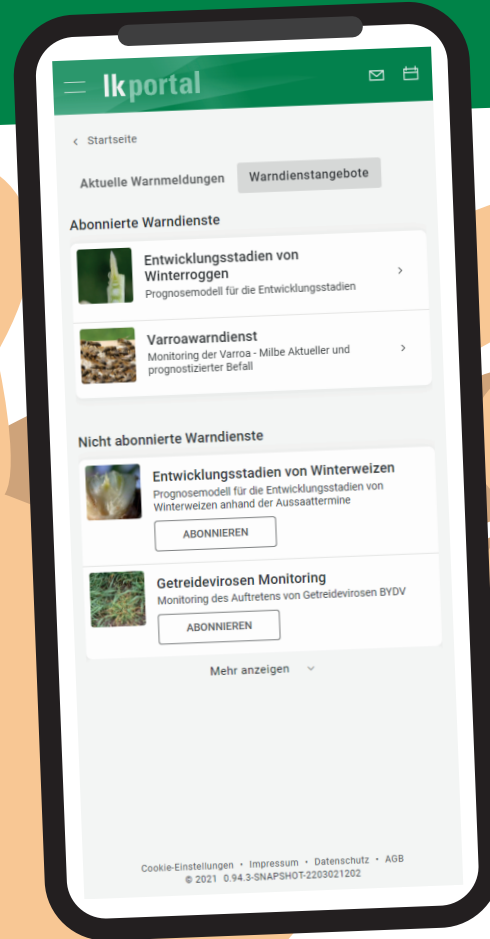 lkportal
Startseite
Aktuelle Warnmeldungen Warndienstangebote
Abonnierte Warndienste
Entwicklungsstadien von
Winterroggen
Prognosemodell für die Entwicklungsstadien
Varroawarndienst
Monitoring der Varroa - Milbe Aktueller und
prognostizierter Befall
Nicht abonnierte Warndienste
Entwicklungsstadien von Winterweizen
Prognosemodell für die Entwicklungsstadien von
Winterweizen anhand der Aussaattermine
ABONNIEREN
Getreidevirosen Monitoring
Monitoring des Auftretens von Getreidevirosen BYDV
ABONNIEREN
Mehr anzeigen
Cookie-Einstellungen • Impressum • Datenschutz • AGB
© 2021 0.94.3-SNAPSHOT-2203021202